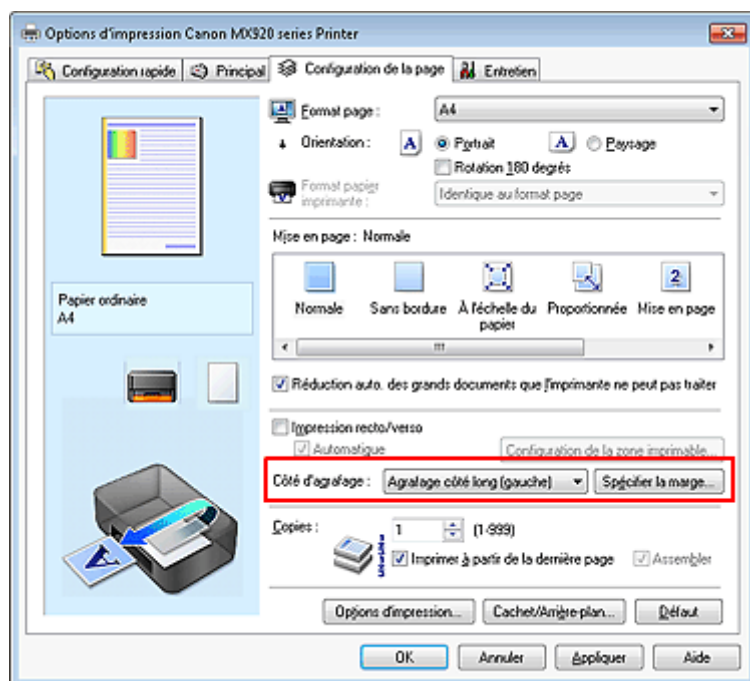 Options d'impression Canon MX920 series Printer
Configuration rapide Principal Configuration de la page Entretien
Format page : A4
Orientation : A Portrait A Paysage
Rotation 180 degrés
Format papier imprimante : Identique au format page
Mise en page : Normale
Normale Sans bordure À l'échelle du papier Proportionnée 2 Mise en page
Papier ordinaire
A4
Réduction auto. des grands documents que l'imprimante ne peut pas traiter
Impression recto/verso
Automatique Configuration de la zone imprimable...
Côté d'agrafage : Agrafage côté long (gauche) Spécifier la marge...
Copies : 1 (1-999)
Imprimer à partir de la dernière page Assembler
Options d'impression... Cachet/Arrière-plan... Défaut
OK Annuler Appliquer Aide